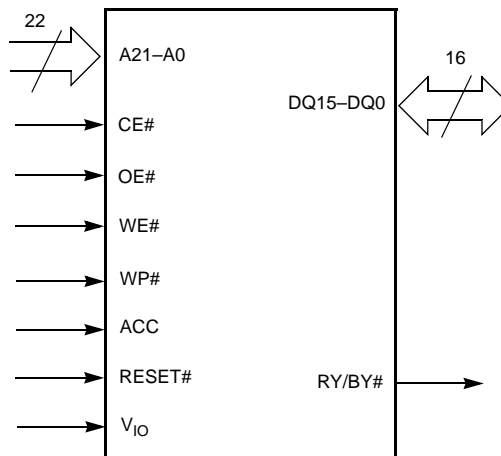 22
A21–A0
16
DQ15–DQ0
CE#
OE#
WE#
WP#
ACC
RESET#
RY/BY#
VIO